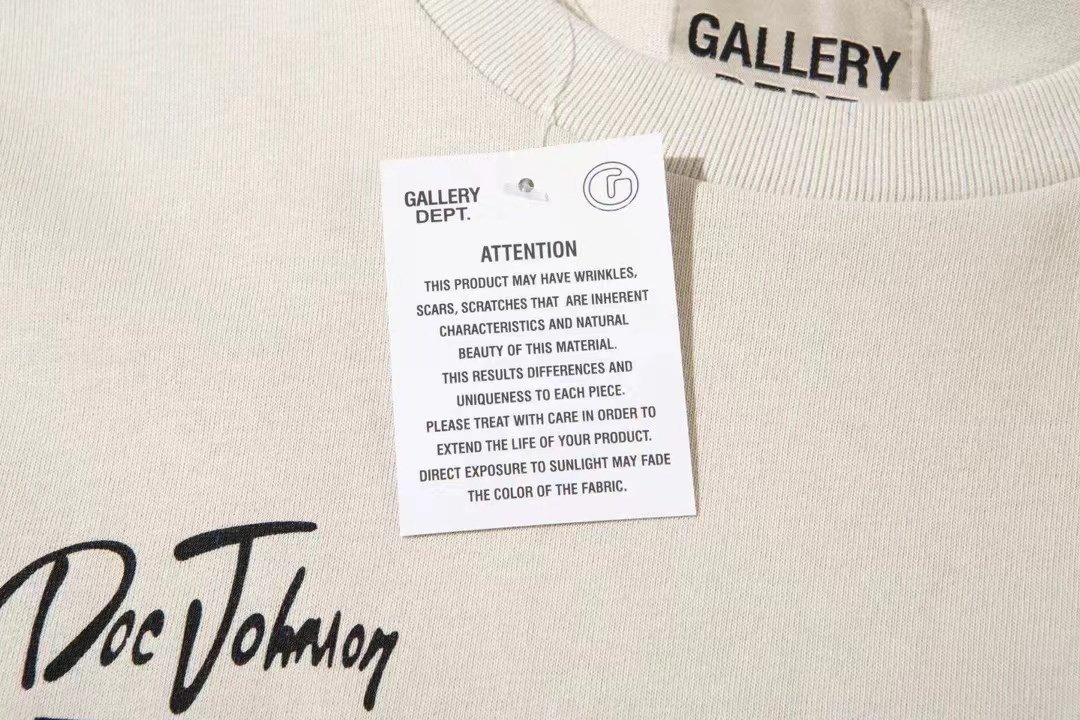 GALLERY
DEPT.
GALLERY
DEPT.
ATTENTION
THIS PRODUCT MAY HAVE WRINKLES,
SCARS, SCRATCHES THAT ARE INHERENT
CHARACTERISTICS AND NATURAL
BEAUTY OF THIS MATERIAL.
THIS RESULTS DIFFERENCES AND
UNIQUENESS TO EACH PIECE.
PLEASE TREAT WITH CARE IN ORDER TO
EXTEND THE LIFE OF YOUR PRODUCT.
DIRECT EXPOSURE TO SUNLIGHT MAY FADE
THE COLOR OF THE FABRIC.
Doc Johnson